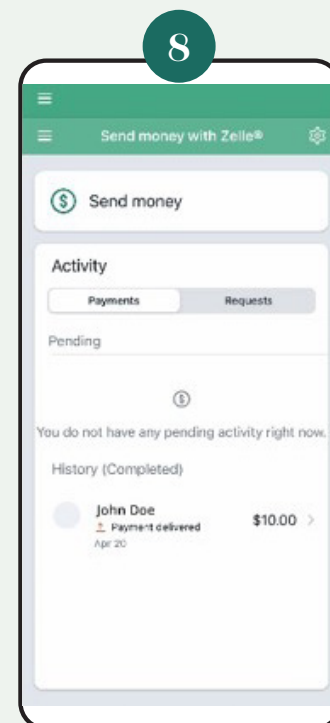 8
Send money with Zelle®
Send money
Activity
Payments Requests
Pending
You do not have any pending activity right now.
History (Completed)
John Doe
Payment delivered
$10.00
Apr 20